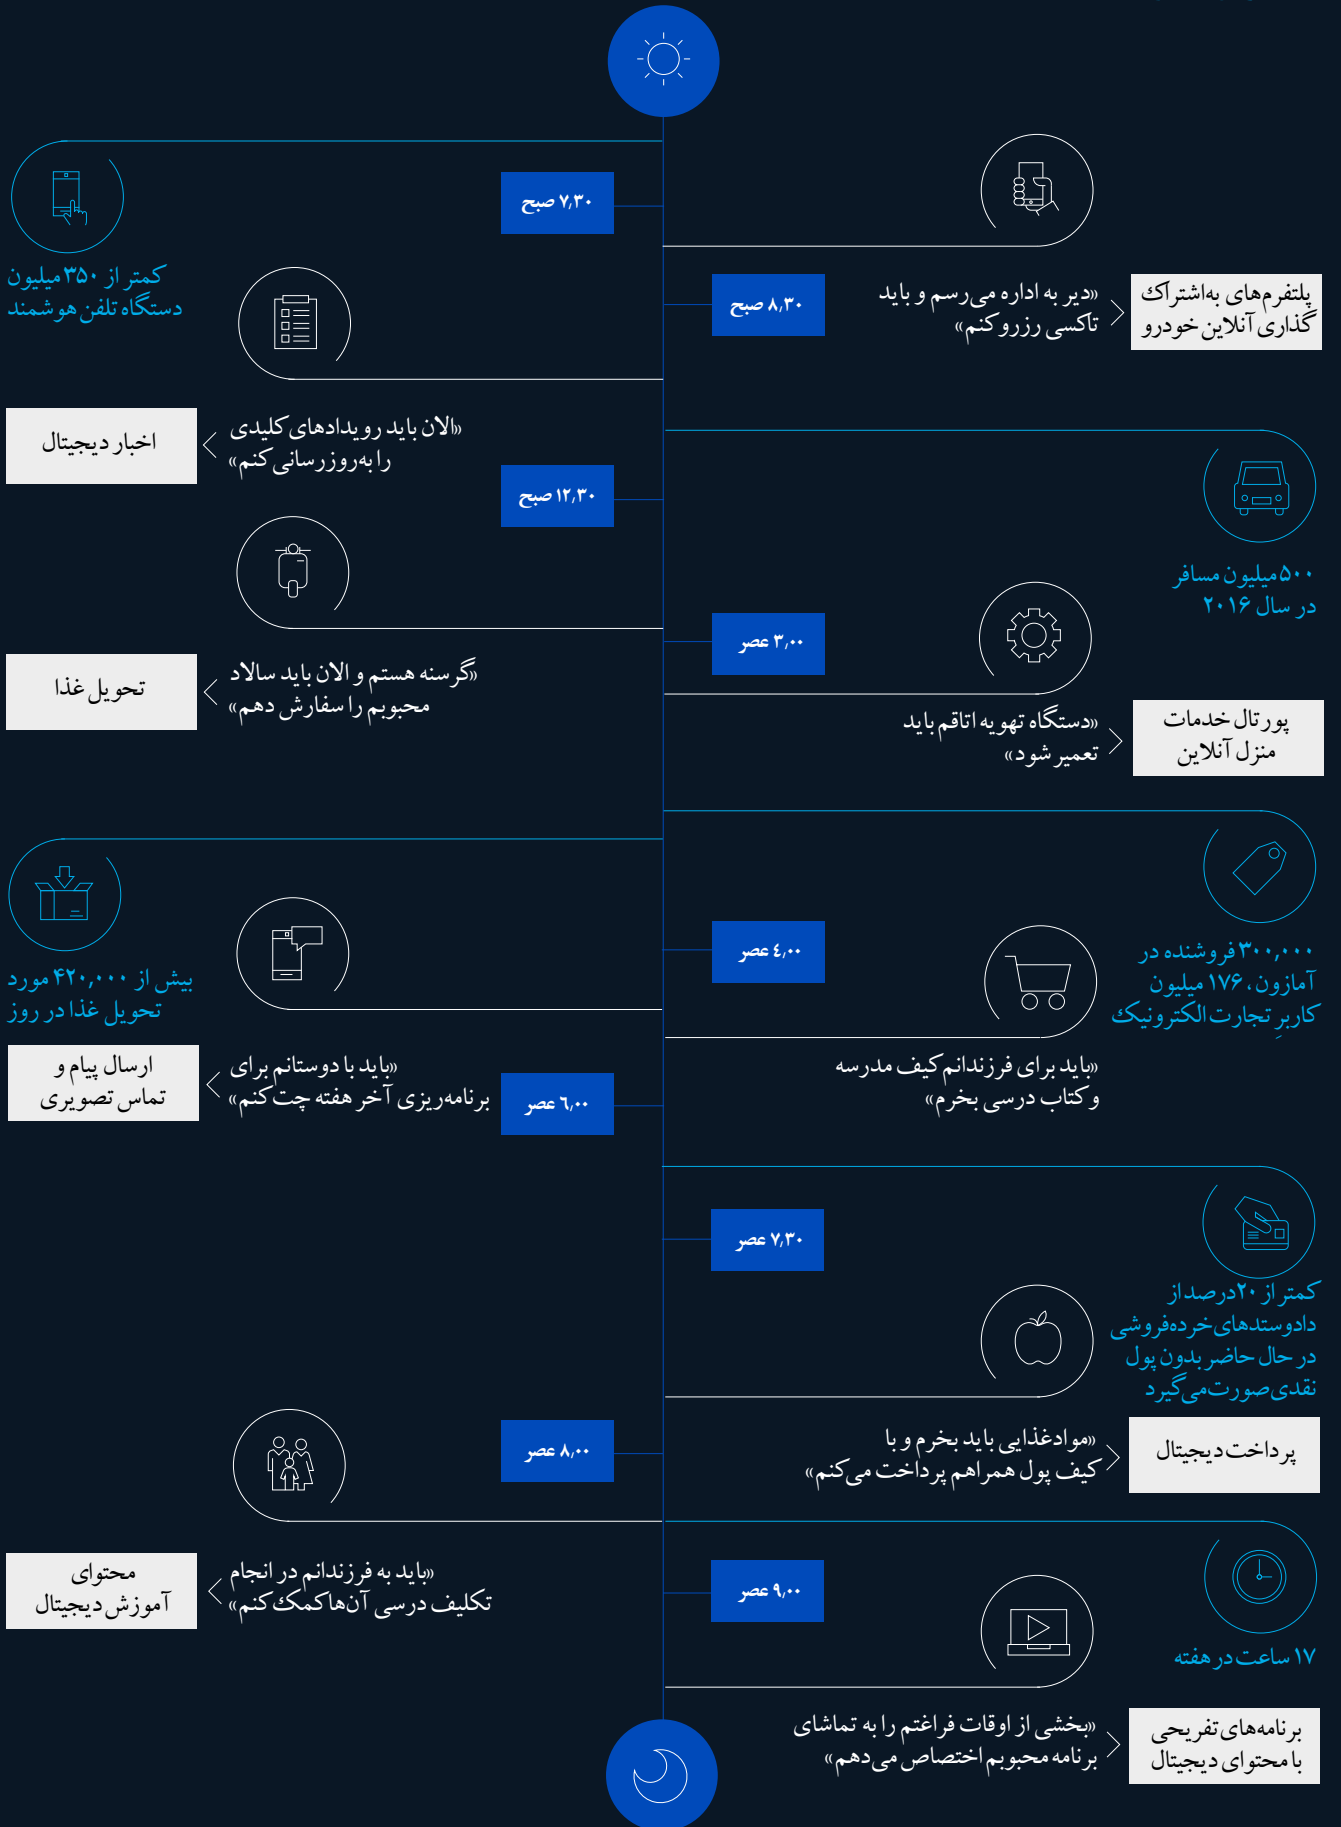 ۷,۳۰ صبح
کمتر از ۳۵۰ میلیون
دستگاه تلفن هوشمند
«الان باید رویدادهای کلیدی
را به‌روزرسانی کنم»
اخبار دیجیتال
۸,۳۰ صبح
«دیر به اداره می‌رسم و باید
تاکسی رزرو کنم»
پلتفرم‌های به‌اشتراک
گذاری آنلاین خودرو
۵۰۰ میلیون مسافر
در سال ۲۰۱۶
۱۲,۳۰ صبح
«گرسنه هستم و الان باید سالاد
محبوبم را سفارش دهم»
تحویل غذا
۳,۰۰ عصر
«دستگاه تهویه اتاقم باید
تعمیر شود»
پورتال خدمات
منزل آنلاین
بیش از ۴۲۰,۰۰۰ مورد
تحویل غذا در روز
۴,۰۰ عصر
۳۰۰,۰۰۰ فروشنده در
آمازون، ۱۷۶ میلیون
کاربرِ تجارت الکترونیک
«باید برای فرزندانم کیف مدرسه
و کتاب درسی بخرم»
۶,۰۰ عصر
«باید با دوستانم برای
برنامه‌ریزی آخر هفته چت کنم»
ارسال پیام و
تماس تصویری
۷,۳۰ عصر
کمتر از ۲۰درصد از
دادوستدهای خرده‌فروشی
در حال حاضر بدون پول
نقدی صورت می‌گیرد
«موادغذایی باید بخرم و با
کیف پول همراهم پرداخت می‌کنم»
پرداخت دیجیتال
۸,۰۰ عصر
«باید به فرزندانم در انجام
تکلیف درسی آن‌ها کمک کنم»
محتوای
آموزش دیجیتال
۹,۰۰ عصر
۱۷ ساعت در هفته
«بخشی از اوقات فراغتم را به تماشای
برنامه محبوبم اختصاص می‌دهم»
برنامه‌های تفریحی
با محتوای دیجیتال